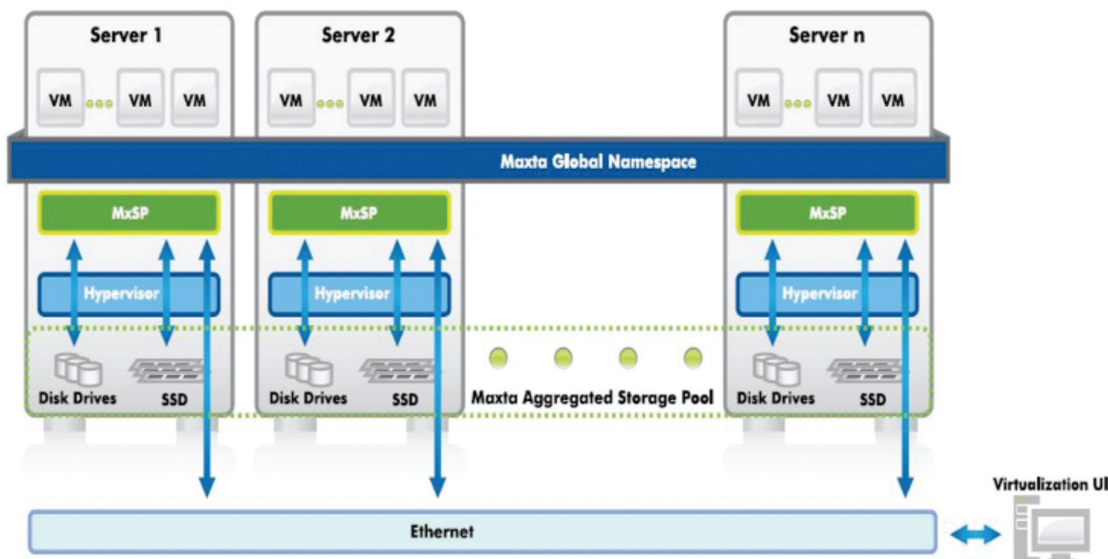 Server 1
Server 2
Server n
VM
VM
VM
VM
VM
VM
VM
VM
VM
Maxta Global Namespace
MxSP
MxSP
MxSP
Hypervisor
Hypervisor
Hypervisor
Disk Drives
SSD
Disk Drives
SSD
Maxta Aggregated Storage Pool
Disk Drives
SSD
Virtualization UI
Ethernet